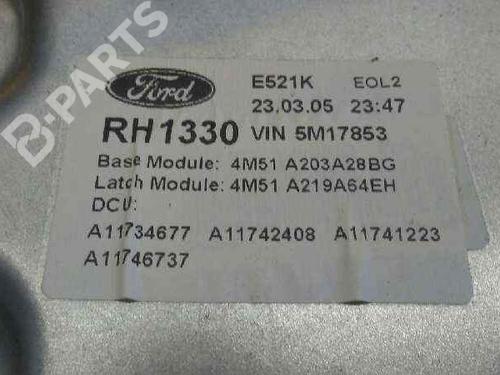 B-PARTS
Ford
E521K EOL2
23.03.05 23:47
RH1330 VIN 5M17853
Base Module: 4M51 A203A28BG
Latch Module: 4M51 A219A64EH
DCU:
A11734677 A11742408 A11741223
A11746737